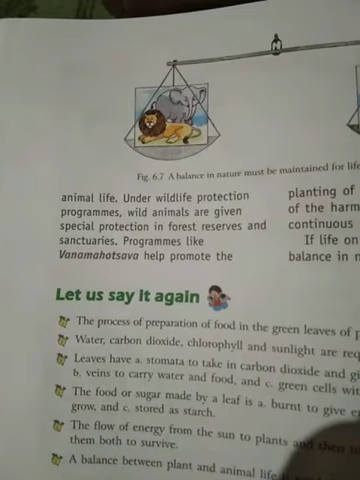 Fig. 6.7 A balance in nature must be maintained for life
animal life. Under wildlife protection
programmes, wild animals are given
special protection in forest reserves and
sanctuaries. Programmes like
Vanamahotsava help promote the
planting of
of the harm
continuous
If life on
balance in n
Let us say it again
The process of preparation of food in the green leaves of p
Water, carbon dioxide, chlorophyll and sunlight are req
Leaves have a. stomata to take in carbon dioxide and gi
b. veins to carry water and food, and c. green cells wit
The food or sugar made by a leaf is a. burnt to give e
grow, and c. stored as starch.
The flow of energy from the sun to plants and then to
them both to survive.
A balance between plant and animal life